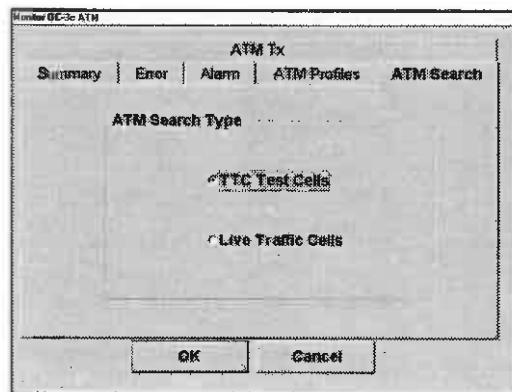 Monitor OC-3c ATM
ATM Tx
Summary Error Alarm ATM Profiles ATM Search
ATM Search Type
TTC Test Cells
Live Traffic Cells
OK Cancel